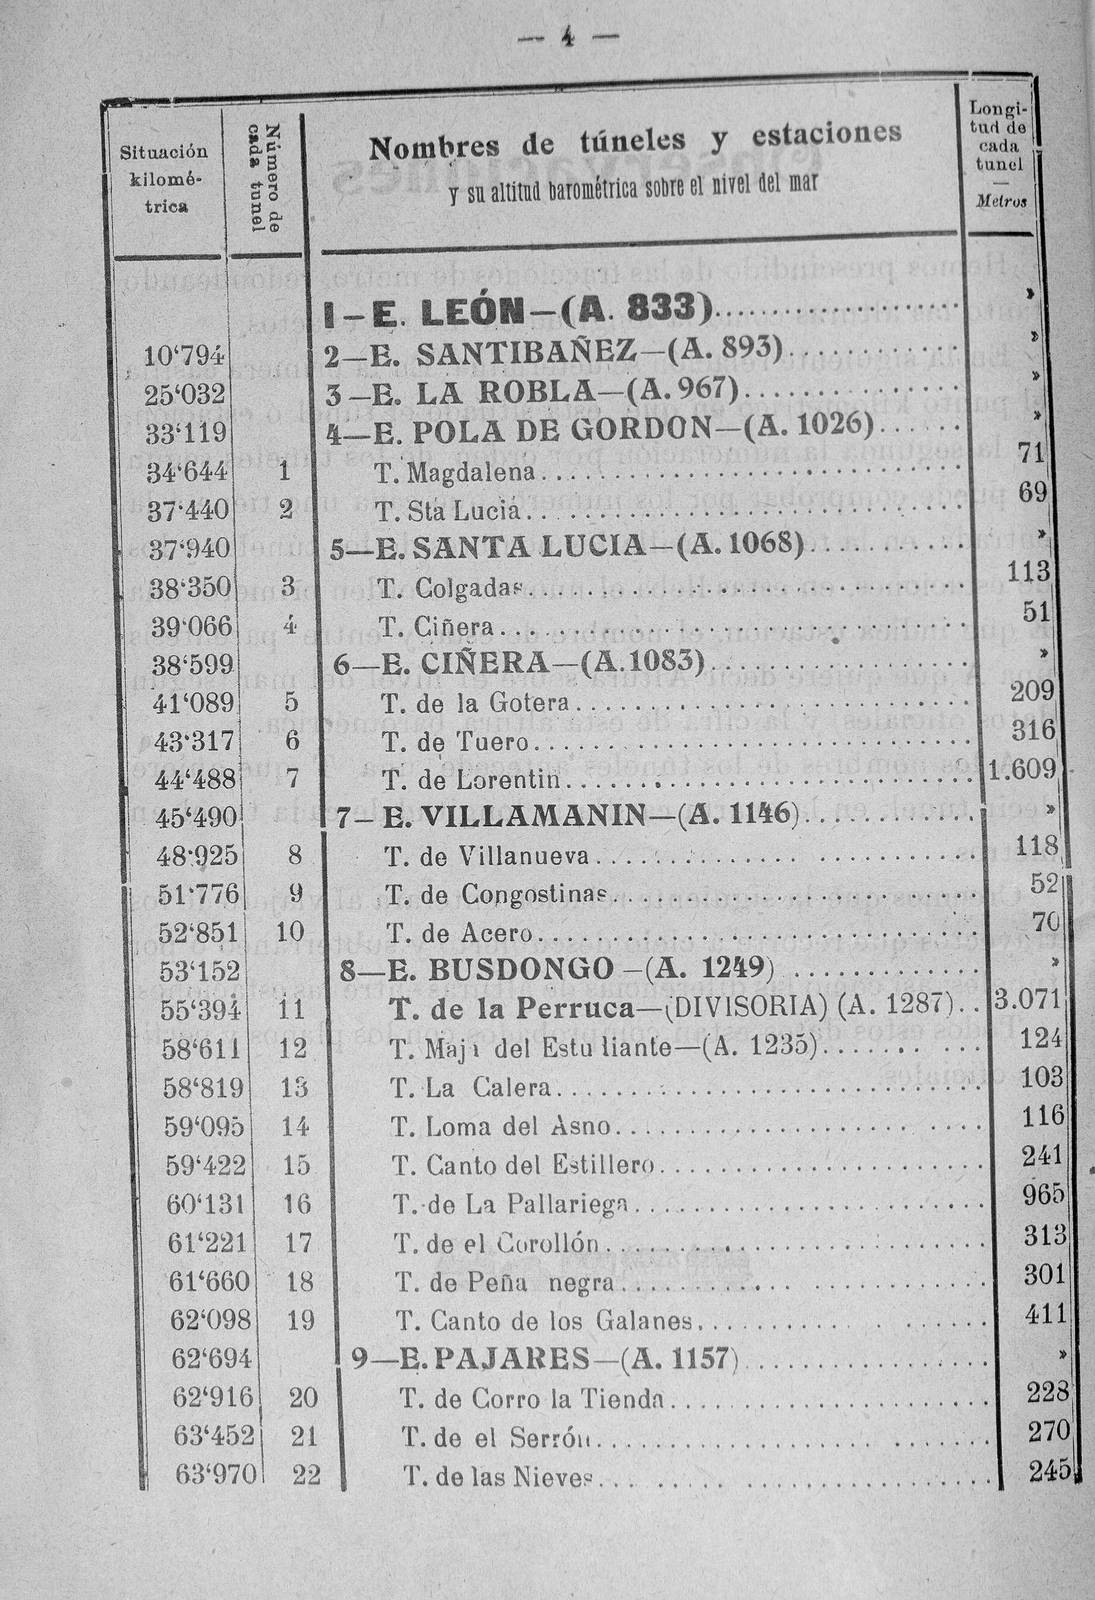 — 4 —
Situación kilomé-trica
Número de cada tunel
Nombres de túneles y estaciones
y su altitud barométrica sobre el nivel del mar
Longi-tud de cada tunel — Metros
1-E. LEÓN-(A. 833) »
10'794 2-E. SANTIBAÑEZ-(A. 893) »
25'032 3-E. LA ROBLA-(A. 967) »
33'119 4-E. POLA DE GORDON-(A. 1026) »
34'644 1 T. Magdalena 71
37'440 2 T. Sta Lucia 69
37'940 5-E. SANTA LUCIA-(A. 1068) »
38'350 3 T. Colgadas 113
39'066 4 T. Ciñera 51
38'599 6-E. CIÑERA-(A. 1083) »
41'089 5 T. de la Gotera 209
43'317 6 T. de Tuero 316
44'488 7 T. de Lorentin 1.609
45'490 7-E. VILLAMANIN-(A. 1146) »
48'925 8 T. de Villanueva 118
51'776 9 T. de Congostinas 52
52'851 10 T. de Acero 70
53'152 8-E. BUSDONGO-(A. 1249) »
55'394 11 T. de la Perruca-(DIVISORIA) (A. 1287) 3.071
58'611 12 T. del Estu liante-(A. 1235) 124
58'819 13 T. La Calera 103
59'095 14 T. Loma del Asno 116
59'422 15 T. Canto del Estillero 241
60'131 16 T. de La Pallariega 965
61'221 17 T. de el Corollón 313
61'660 18 T. de Peña negra 301
62'098 19 T. Canto de los Galanes 411
62'694 9-E. PAJARES-(A. 1157) »
62'916 20 T. de Corro la Tienda 228
63'452 21 T. de el Serrón 270
63'970 22 T. de las Nieves 245